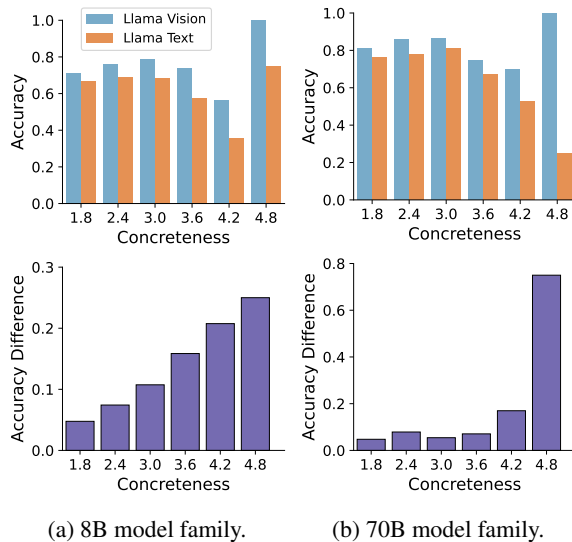 Llama Vision
Llama Text
1.0
0.8
0.6
0.4
0.2
0.0
Accuracy
1.8 2.4 3.0 3.6 4.2 4.8
Concreteness
1.0
0.8
0.6
0.4
0.2
0.0
Accuracy
1.8 2.4 3.0 3.6 4.2 4.8
Concreteness
0.3
0.2
0.1
0.0
Accuracy Difference
1.8 2.4 3.0 3.6 4.2 4.8
Concreteness
0.8
0.6
0.4
0.2
0.0
Accuracy Difference
1.8 2.4 3.0 3.6 4.2 4.8
Concreteness
(a) 8B model family.
(b) 70B model family.